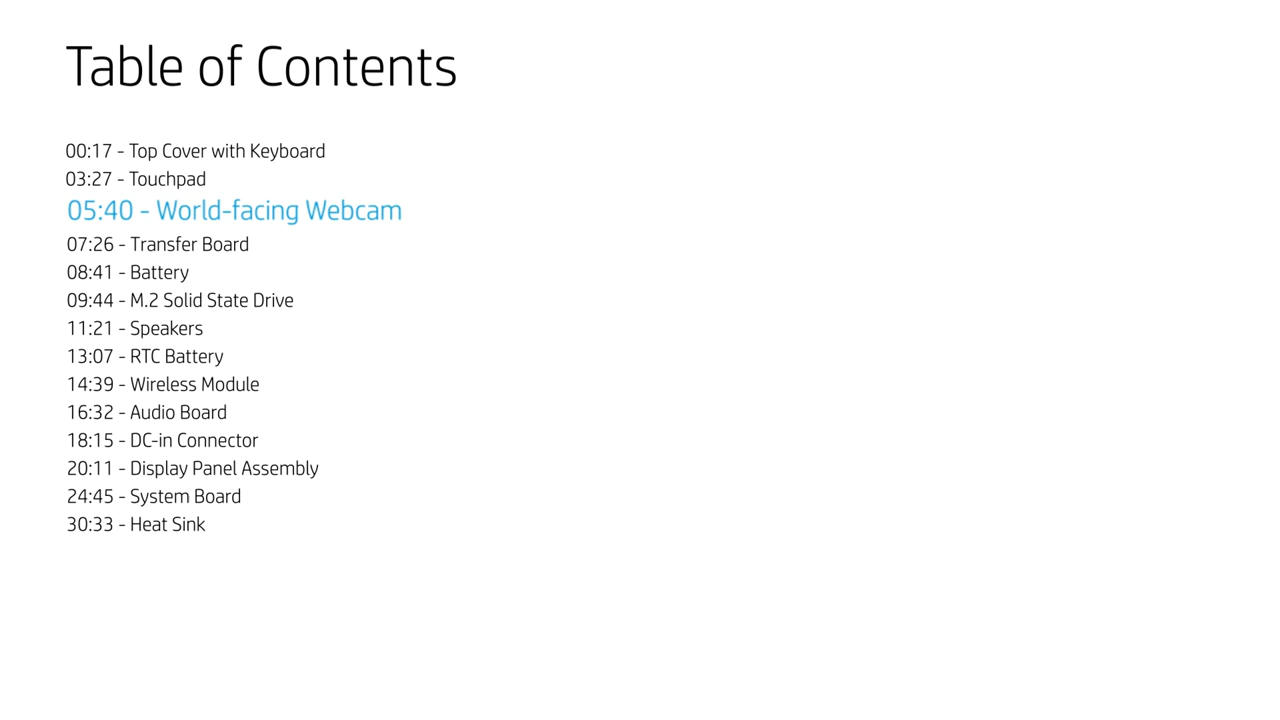 Table of Contents
00:17 - Top Cover with Keyboard
03:27 - Touchpad
05:40 - World-facing Webcam
07:26 - Transfer Board
08:41 - Battery
09:44 - M.2 Solid State Drive
11:21 - Speakers
13:07 - RTC Battery
14:39 - Wireless Module
16:32 - Audio Board
18:15 - DC-in Connector
20:11 - Display Panel Assembly
24:45 - System Board
30:33 - Heat Sink